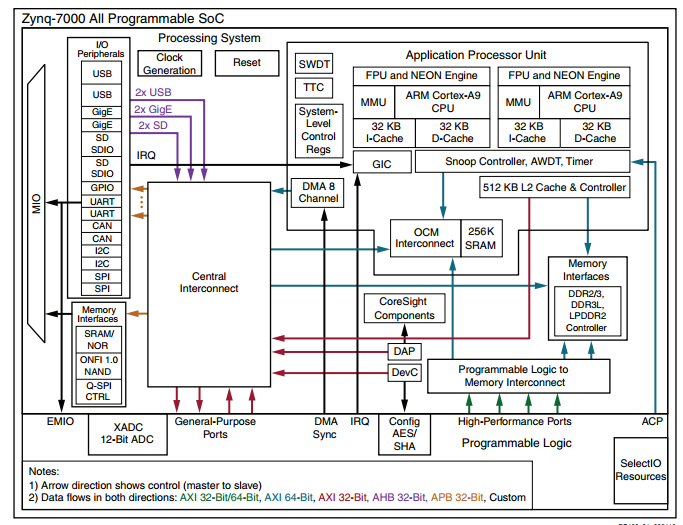 Zynq-7000 All Programmable SoC
I/O
Peripherals
USB
USB
GigE
GigE
SD
SDIO
SD
SDIO
GPIO
UART
UART
CAN
CAN
I2C
I2C
SPI
SPI
MIO
Memory
Interfaces
SRAM/
NOR
ONFI 1.0
NAND
Q-SPI
CTRL
Processing System
Clock
Generation
Reset
2x USB
2x GigE
2x SD
IRQ
Central
Interconnect
SWDT
TTC
System-
Level
Control
Regs
Application Processor Unit
FPU and NEON Engine
MMU
ARM Cortex-A9
CPU
32 KB
I-Cache
32 KB
D-Cache
FPU and NEON Engine
MMU
ARM Cortex-A9
CPU
32 KB
I-Cache
32 KB
D-Cache
GIC
Snoop Controller, AWDT, Timer
DMA 8
Channel
512 KB L2 Cache & Controller
OCM
Interconnect
256K
SRAM
Memory
Interfaces
DDR2/3,
DDR3L,
LPDDR2
Controller
CoreSight
Components
DAP
DevC
Programmable Logic to
Memory Interconnect
EMIO
XADC
12-Bit ADC
General-Purpose
Ports
DMA
Sync
IRQ
Config
AES/
SHA
High-Performance Ports
ACP
Programmable Logic
SelectIO
Resources
Notes:
1) Arrow direction shows control (master to slave)
2) Data flows in both directions: AXI 32-Bit/64-Bit, AXI 64-Bit, AXI 32-Bit, AHB 32-Bit, APB 32-Bit, Custom